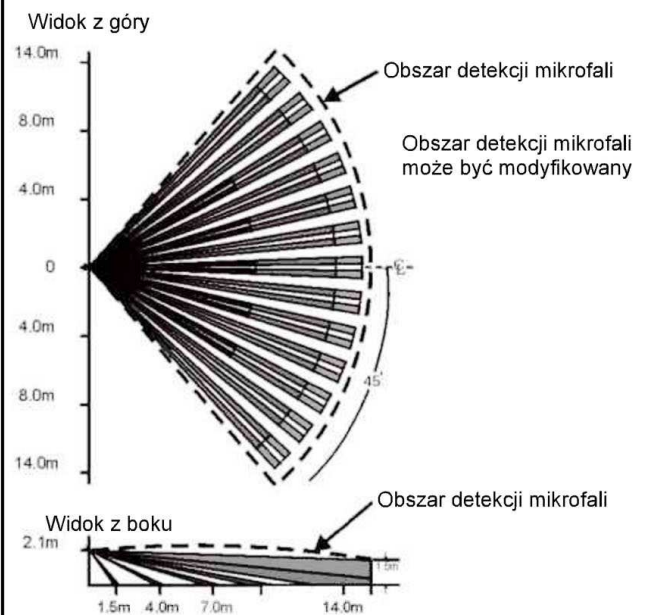 Widok z góry
14.0m
8.0m
4.0m
0
4.0m
8.0m
14.0m
Obszar detekcji mikrofali
Obszar detekcji mikrofali
może być modyfikowany
45°
Widok z boku
Obszar detekcji mikrofali
2.1m
1.5m
1.5m 4.0m 7.0m 14.0m